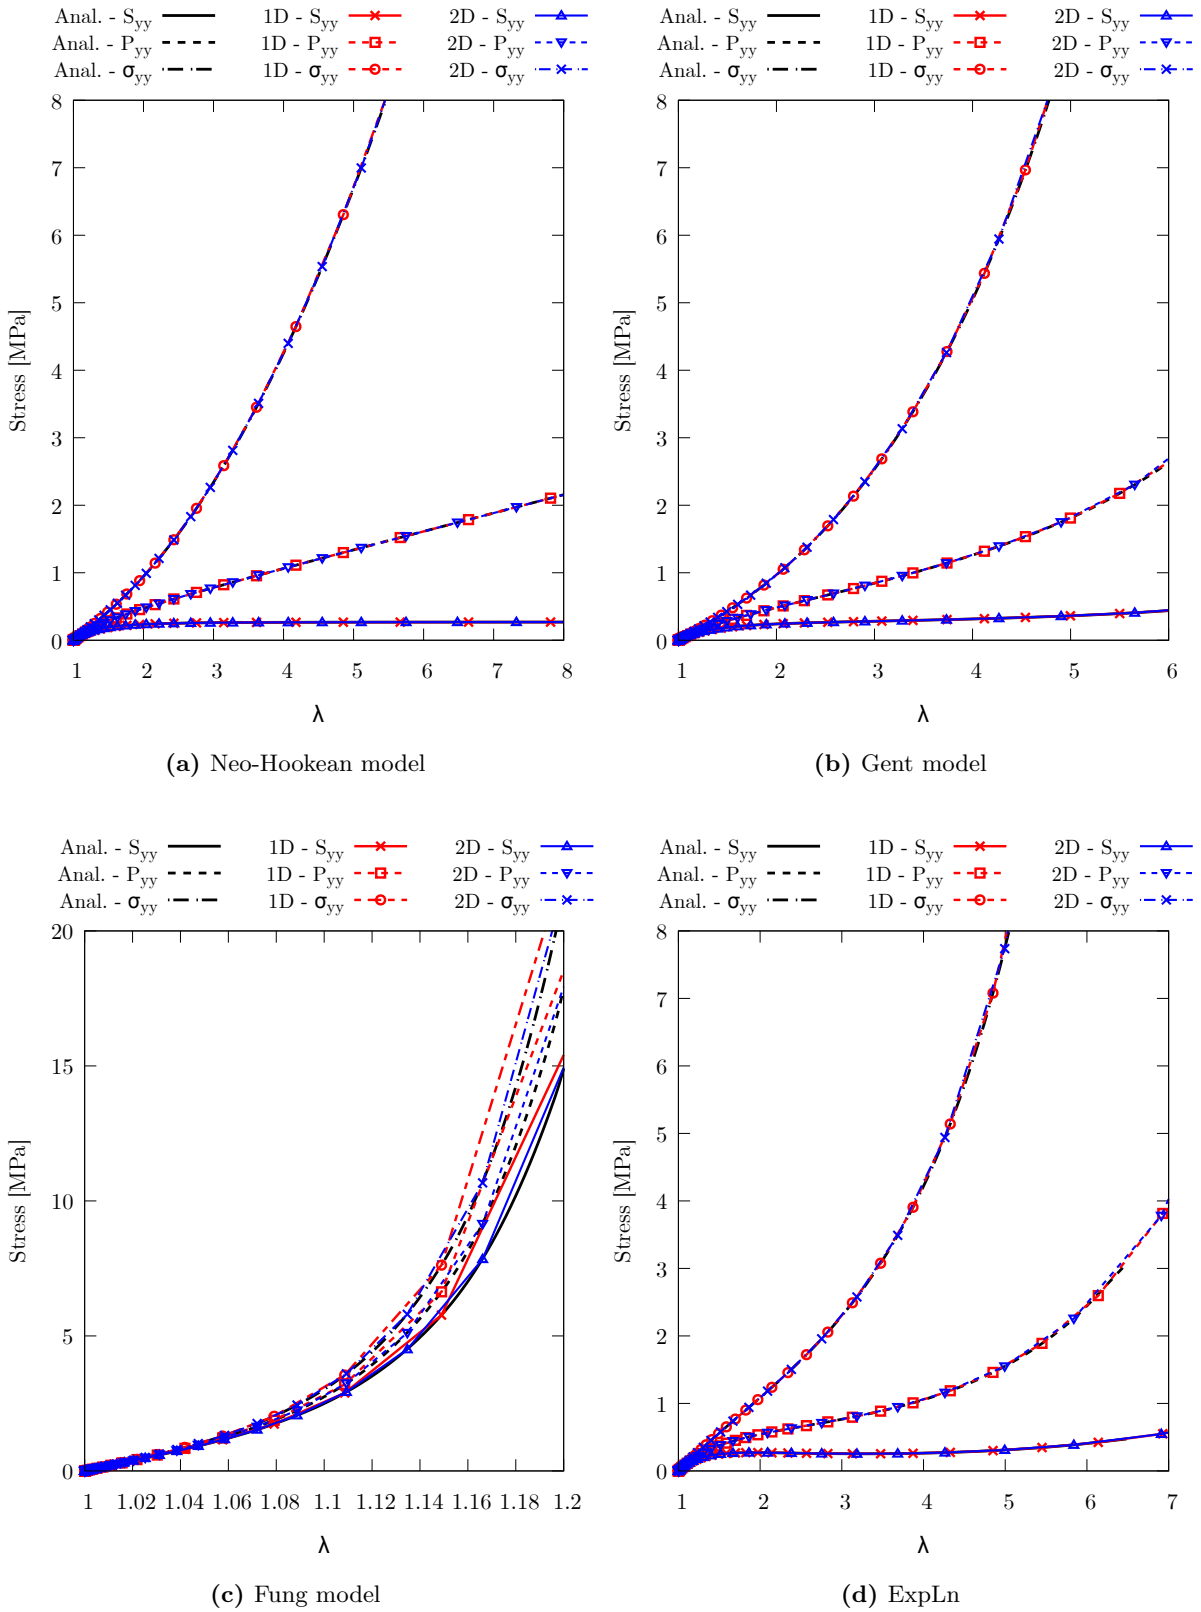 Anal. - Syy 1D - Syy 2D - Syy Anal. - Syy 1D - Syy 2D - Syy
Anal. - Pyy 1D - Pyy 2D - Pyy Anal. - Pyy 1D - Pyy 2D - Pyy
Anal. - σyy 1D - σyy 2D - σyy Anal. - σyy 1D - σyy 2D - σyy
8 8
7 7
6 6
5 5
4 4
3 3
2 2
1 1
0 0
Stress [MPa] Stress [MPa]
1 2 3 4 5 6 7 8 1 2 3 4 5 6
λ λ
(a) Neo-Hookean model (b) Gent model
Anal. - Syy 1D - Syy 2D - Syy Anal. - Syy 1D - Syy 2D - Syy
Anal. - Pyy 1D - Pyy 2D - Pyy Anal. - Pyy 1D - Pyy 2D - Pyy
Anal. - σyy 1D - σyy 2D - σyy Anal. - σyy 1D - σyy 2D - σyy
20 8
7
15 6
5
10 4
3
5 2
1
0 0
Stress [MPa] Stress [MPa]
1 1.02 1.04 1.06 1.08 1.1 1.12 1.14 1.16 1.18 1.2 1 2 3 4 5 6 7
λ λ
(c) Fung model (d) ExpLn